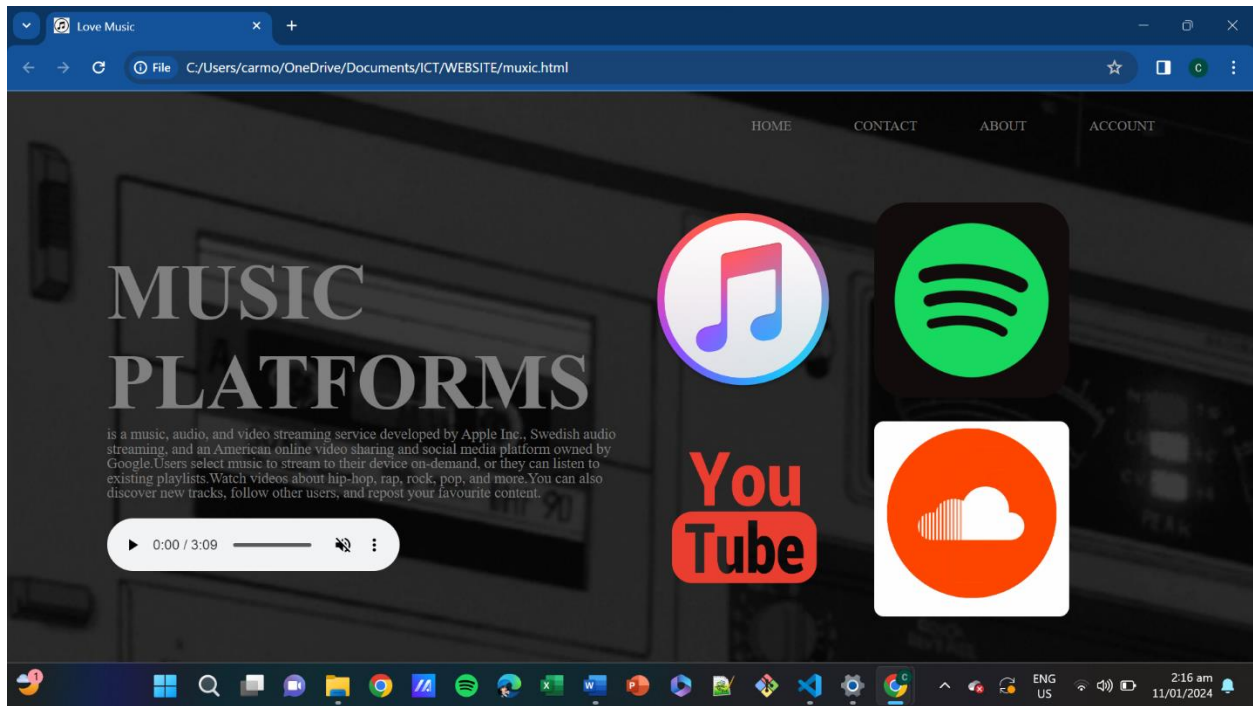 Love Music
File C:/Users/carmo/OneDrive/Documents/ICT/WEBSITE/muxic.html
C
HOME CONTACT ABOUT ACCOUNT
MUSIC
PLATFORMS
is a music, audio, and video streaming service developed by Apple Inc., Swedish audio
streaming, and an American online video sharing and social media platform owned by
Google.Users select music to stream to their device on-demand, or they can listen to
existing playlists.Watch videos about hip-hop, rap, rock, pop, and more.You can also
discover new tracks, follow other users, and repost your favourite content.
0:00 / 3:09
You
Tube
90
PEAK
1
C
ENG
US
2:16 am
11/01/2024